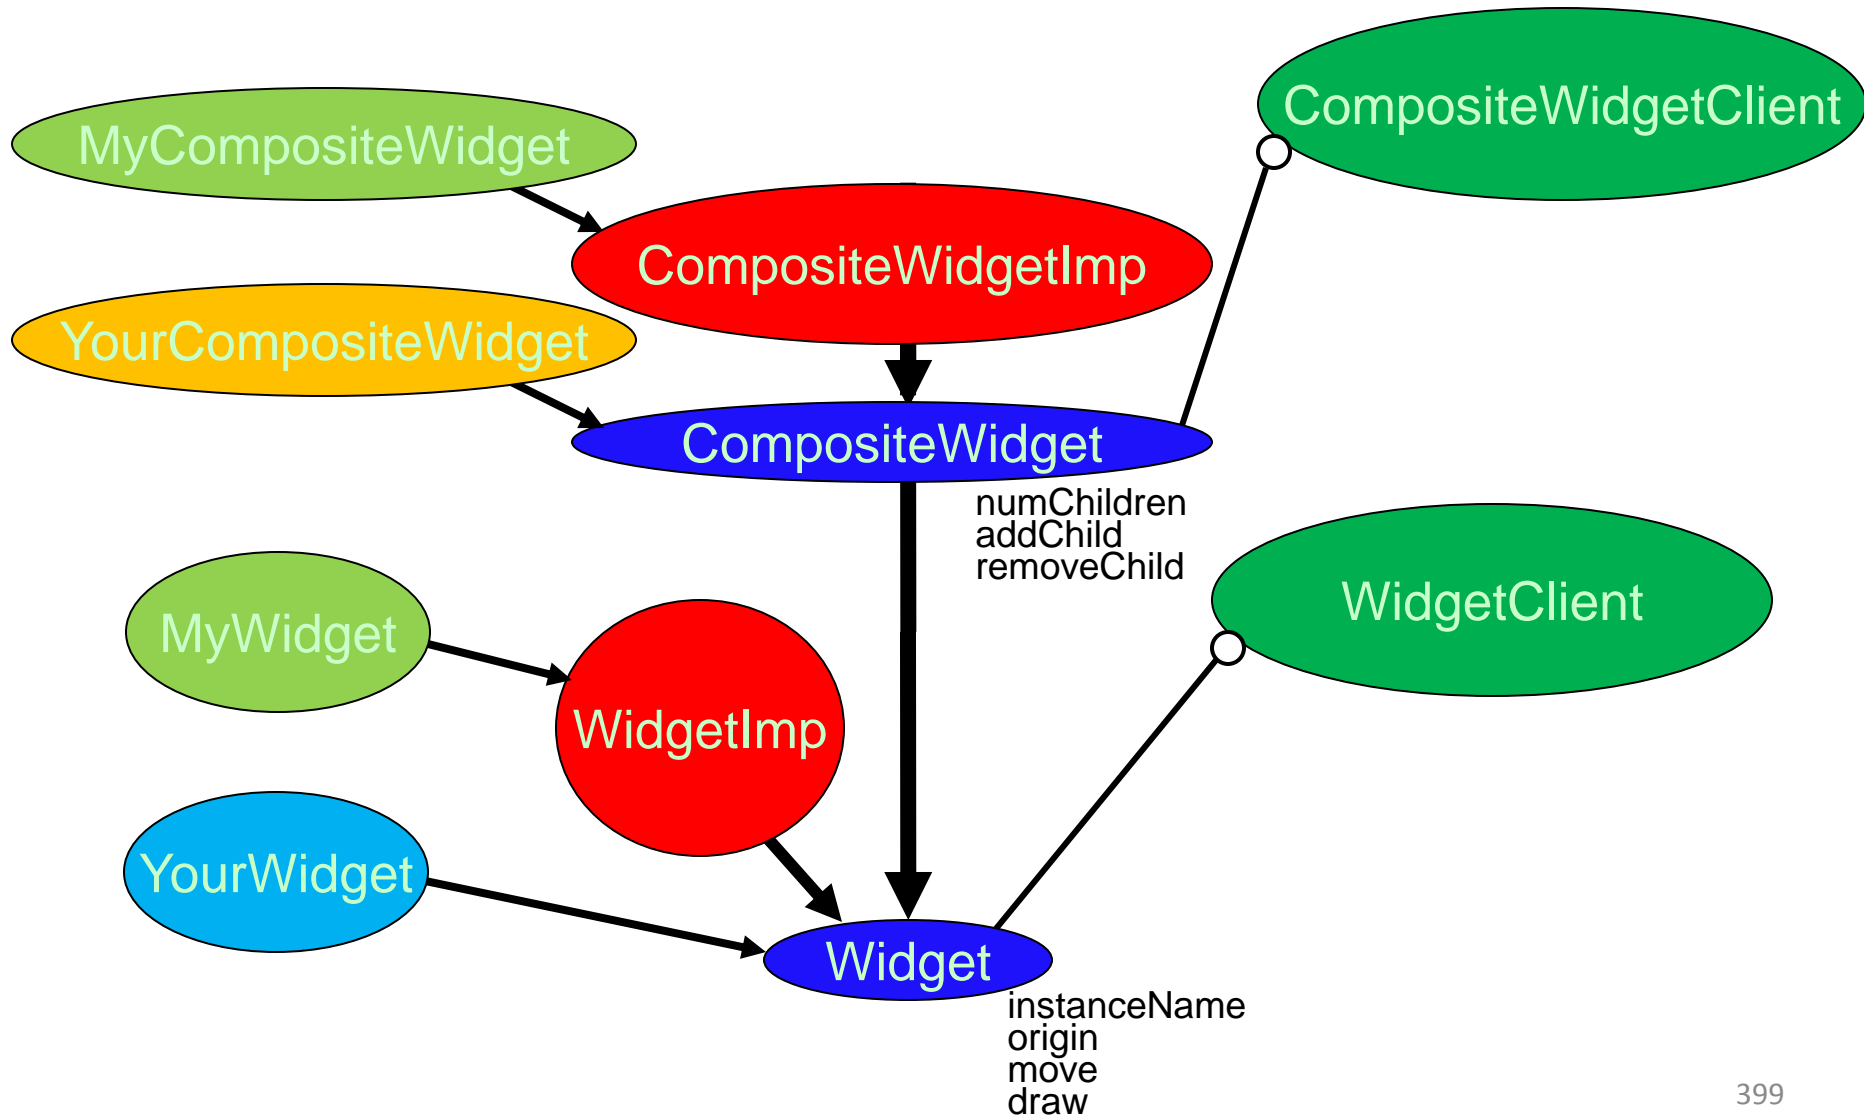 CompositeWidgetClient
MyCompositeWidget
CompositeWidgetImp
YourCompositeWidget
CompositeWidget
numChildren
addChild
removeChild
WidgetClient
MyWidget
WidgetImp
YourWidget
Widget
instanceName
origin
move
draw
399